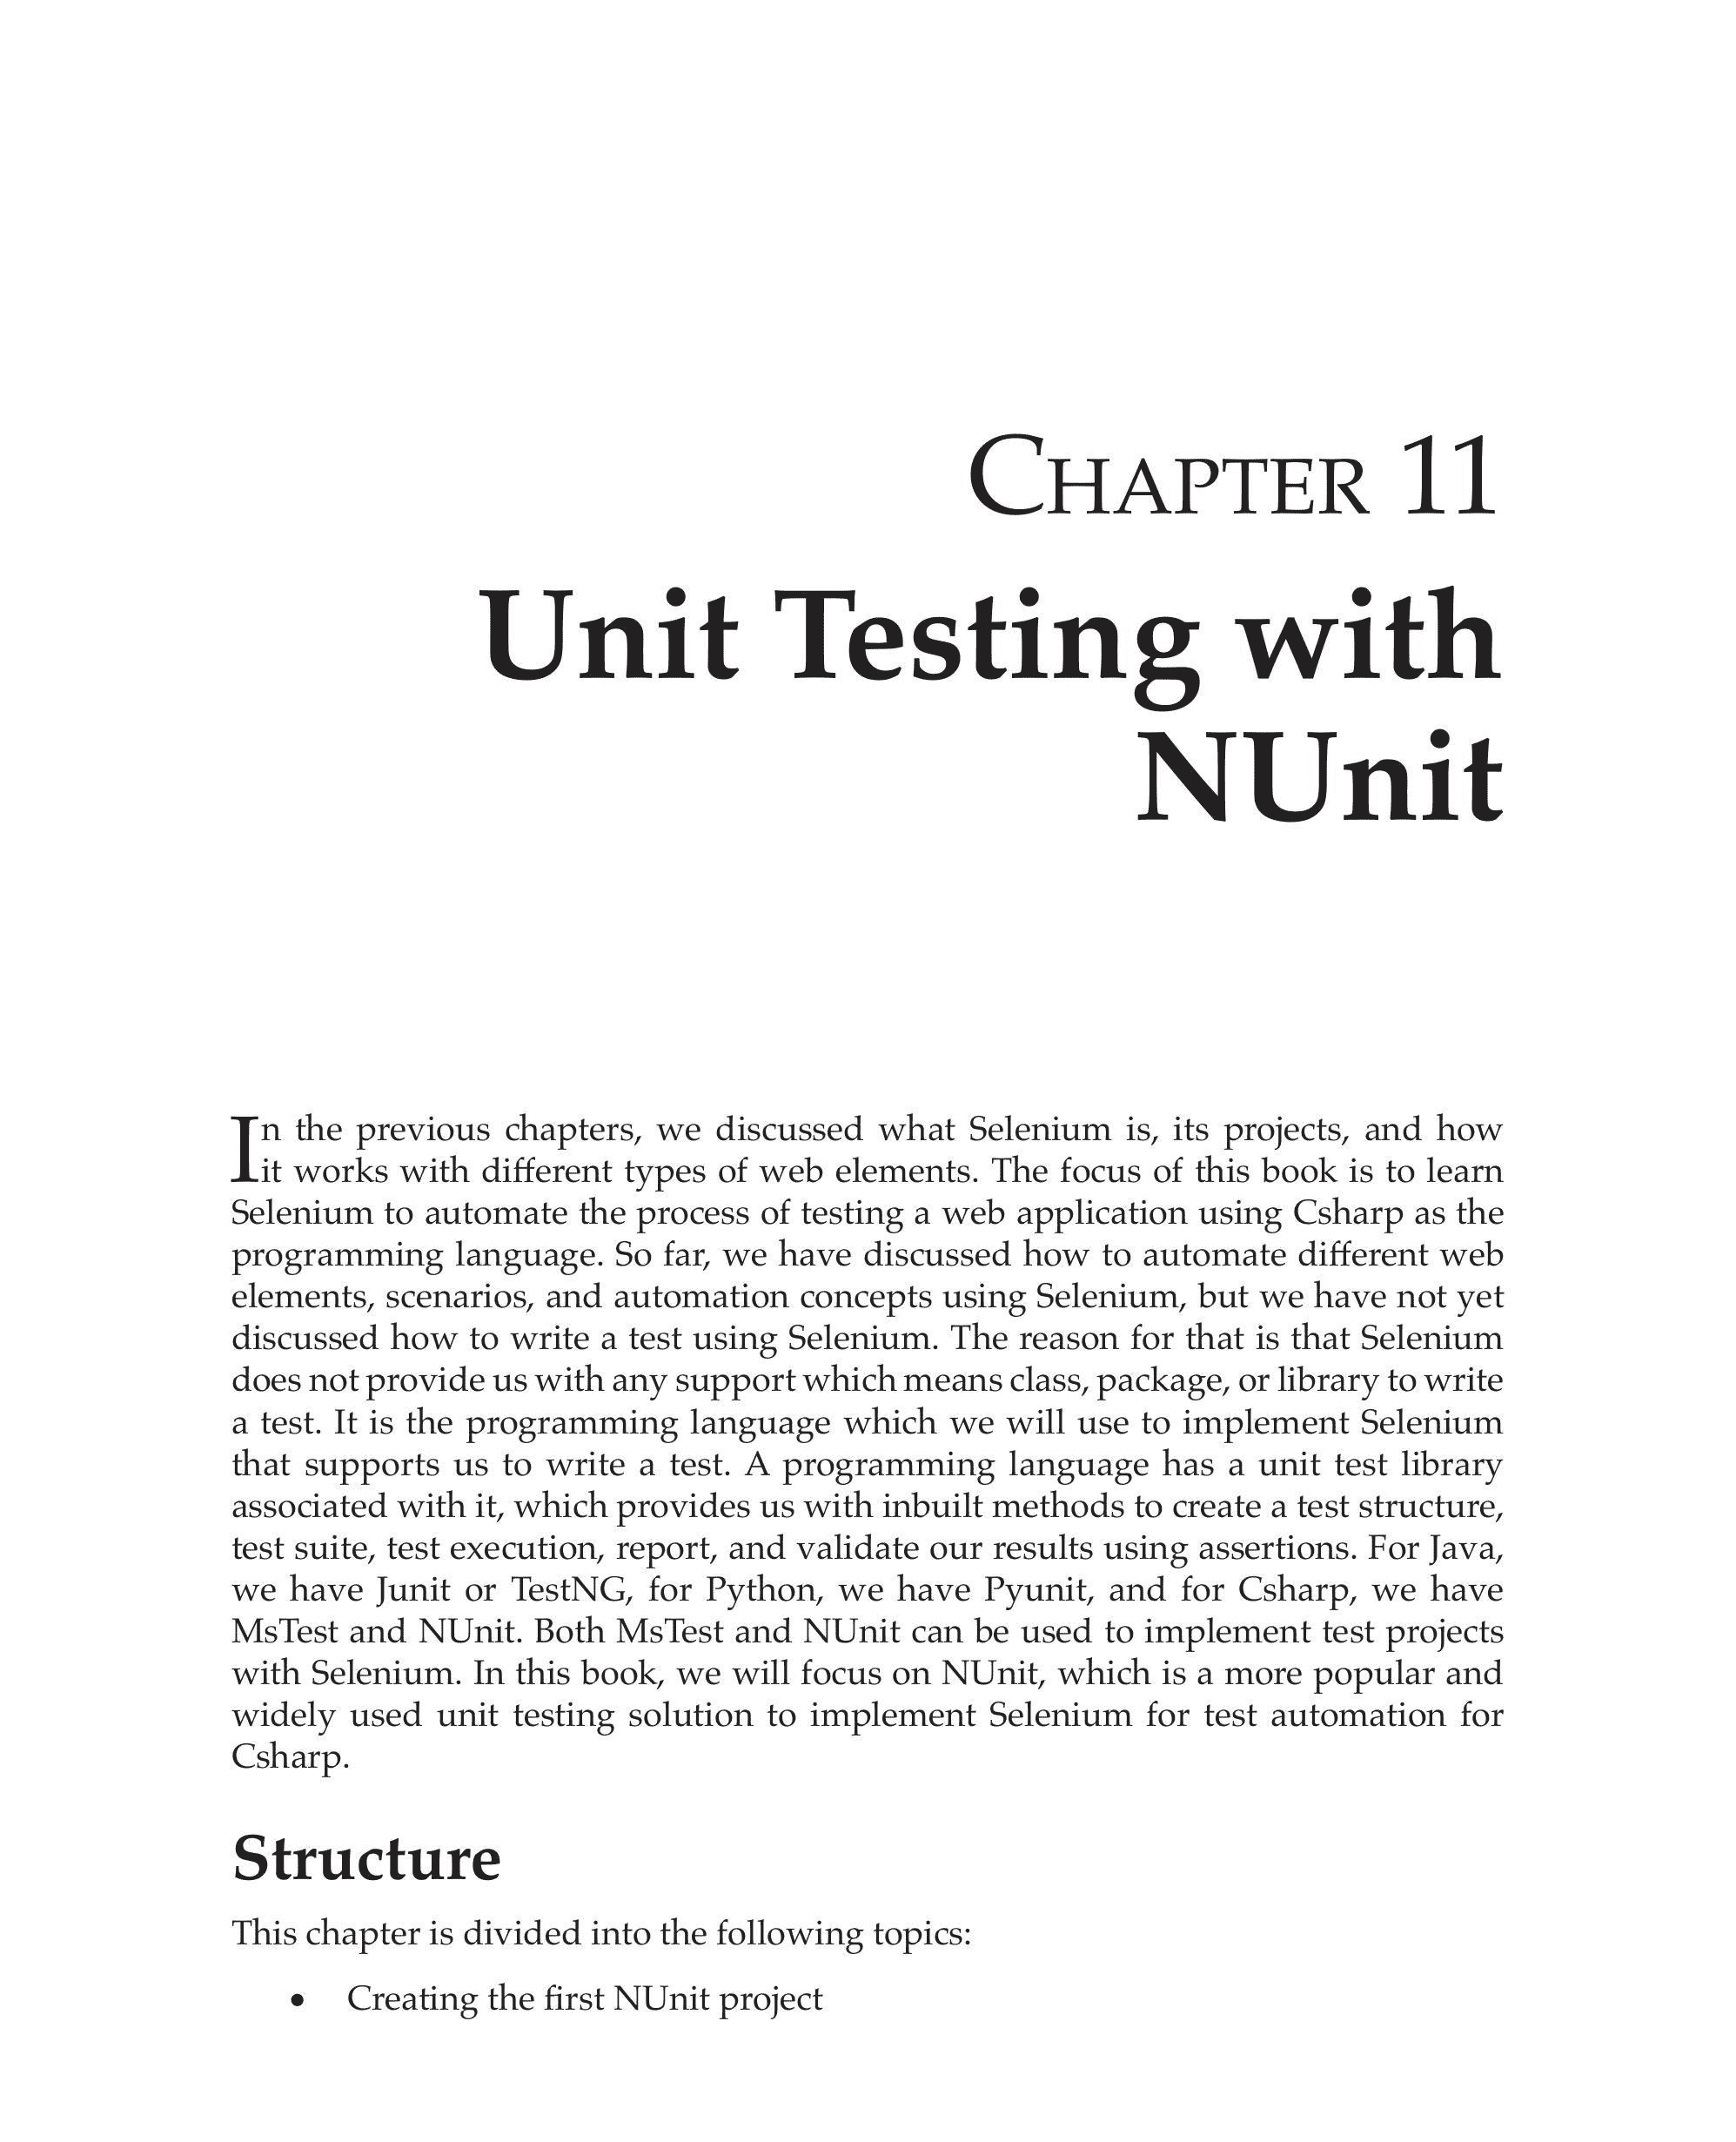 CHAPTER 11
Unit Testing with
NUnit
In the previous chapters, we discussed what Selenium is, its projects, and how
it works with different types of web elements. The focus of this book is to learn
Selenium to automate the process of testing a web application using Csharp as the
programming language. So far, we have discussed how to automate different web
elements, scenarios, and automation concepts using Selenium, but we have not yet
discussed how to write a test using Selenium. The reason for that is that Selenium
does not provide us with any support which means class, package, or library to write
a test. It is the programming language which we will use to implement Selenium
that supports us to write a test. A programming language has a unit test library
associated with it, which provides us with inbuilt methods to create a test structure,
test suite, test execution, report, and validate our results using assertions. For Java,
we have Junit or TestNG, for Python, we have Pyunit, and for Csharp, we have
MsTest and NUnit. Both MsTest and NUnit can be used to implement test projects
with Selenium. In this book, we will focus on NUnit, which is a more popular and
widely used unit testing solution to implement Selenium for test automation for
Csharp.
Structure
This chapter is divided into the following topics:
• Creating the first NUnit project